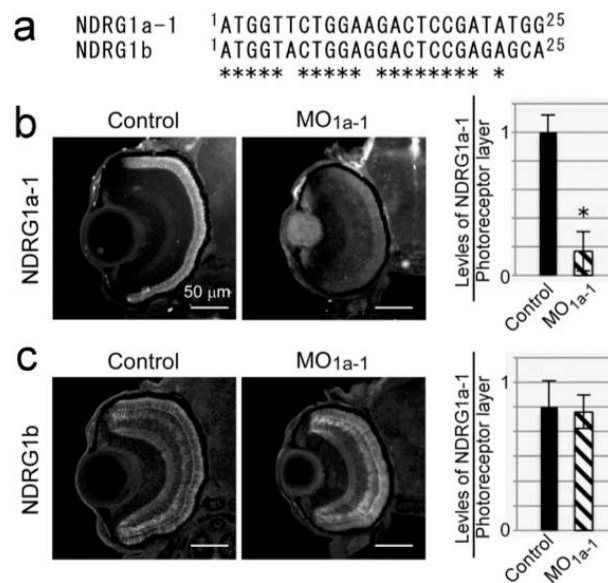 a
NDRG1a-1 ¹ATGGTTCTGGAAGACTCCGATATGG²⁵
NDRG1b ¹ATGGTACTGGAGGACTCCGAGAGCA²⁵
***** ***** ******** *
b
Control MO1a-1
NDRG1a-1
50 μm
Levles of NDRG1a-1
Photoreceptor layer
1
*
0
Control MO1a-1
c
Control MO1a-1
NDRG1b
Levles of NDRG1a-1
Photoreceptor layer
1
0
Control MO1a-1